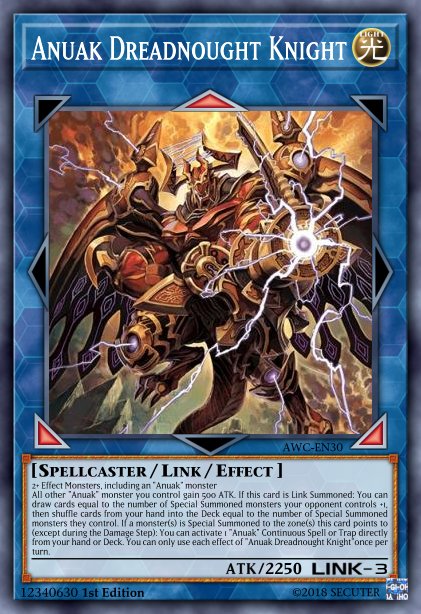 Anuak Dreadnought Knight
LIGHT
光
AWC-EN30
[Spellcaster / Link / Effect ]
2+ Effect Monsters, including an "Anuak" monster
All other "Anuak" monster you control gain 500 ATK. If this card is Link Summoned: You can
draw cards equal to the number of Special Summoned monsters your opponent controls +1,
then shuffle cards from your hand into the Deck equal to the number of Special Summoned
monsters they control. If a monster(s) is Special Summoned to the zone(s) this card points to
(except during the Damage Step): You can activate 1 "Anuak" Continuous Spell or Trap directly
from your hand or Deck. You can only use each effect of "Anuak Dreadnought Knight"once per
turn.
ATK/2250 LINK-3
12340630 1st Edition
©2018 SECUTER